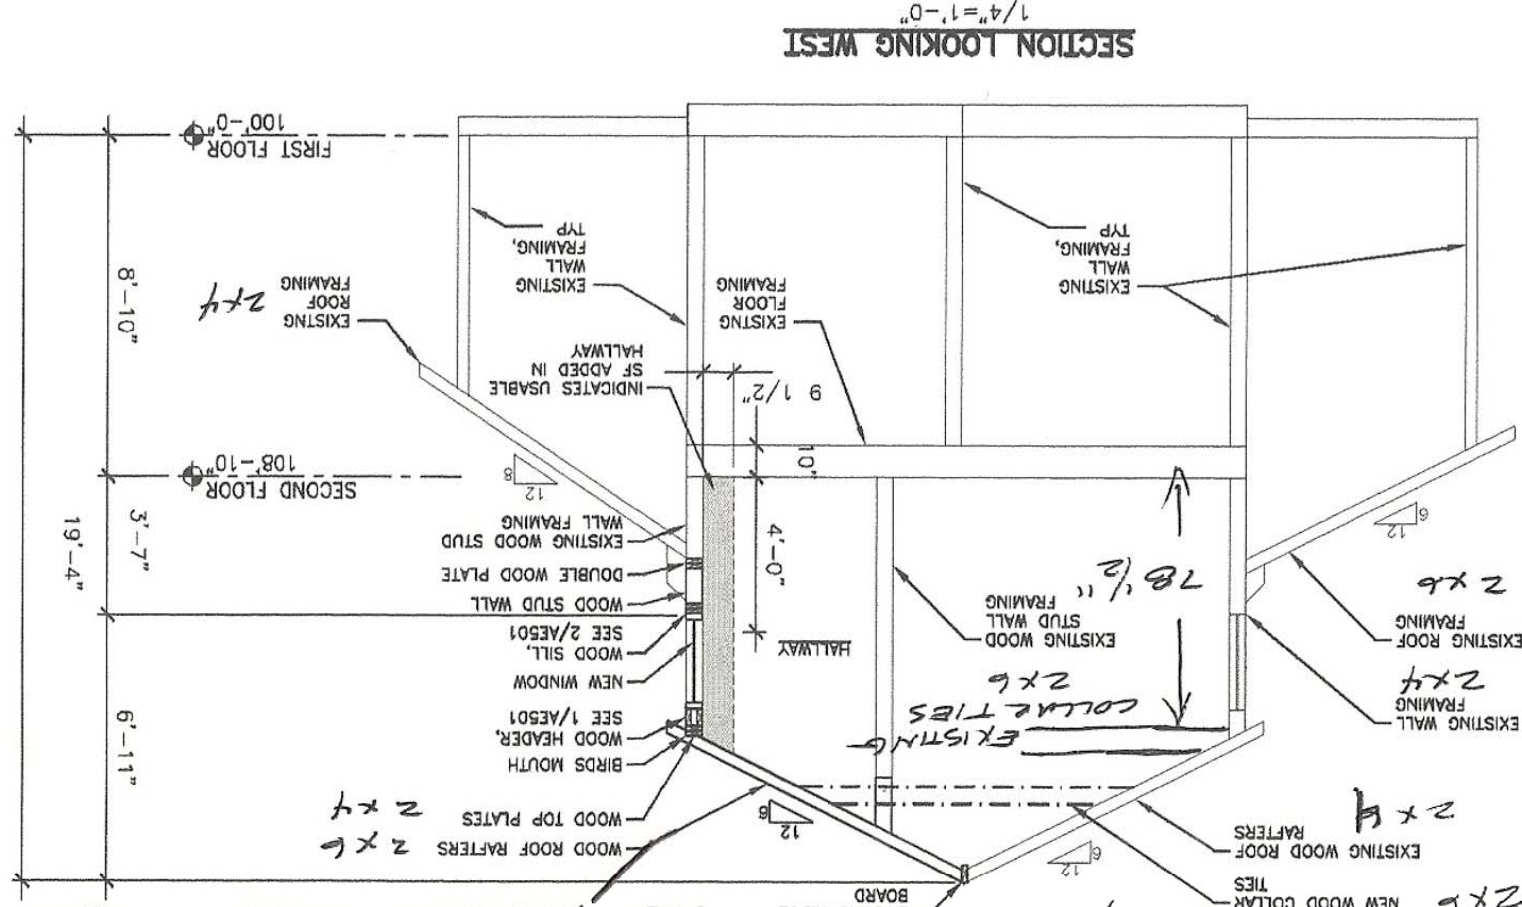 BOARD
NEW WOOD COLLAR
TIES
2x6
EXISTING WOOD ROOF
RAFTERS
2x4
12
6
WOOD ROOF RAFTERS 2x6
WOOD TOP PLATES 2x4
12
6
BIRDS MOUTH
WOOD HEADER,
SEE 1/AE501
NEW WINDOW
WOOD SILL,
SEE 2/AE501
WOOD STUD WALL
DOUBLE WOOD PLATE
EXISTING WOOD STUD
WALL FRAMING
EXISTING WALL
FRAMING
2x4
EXISTING ROOF
FRAMING
2x6
12
6
EXISTING
COLLAR TIES
2x6
78 1/2"
EXISTING WOOD
STUD WALL
FRAMING
HALLWAY
4'-0"
10"
9 1/2"
INDICATES USABLE
SF ADDED IN
HALLWAY
12
8
SECOND FLOOR
108'-10"
6'-11"
3'-7"
19'-4"
8'-10"
EXISTNG
ROOF
FRAMING
2x4
EXISTNG
FLOOR
FRAMING
EXISTING
WALL
FRAMING,
TYP
EXISTING
WALL
FRAMING,
TYP
FIRST FLOOR
100'-0"
SECTION LOOKING WEST
1/4"=1'-0"